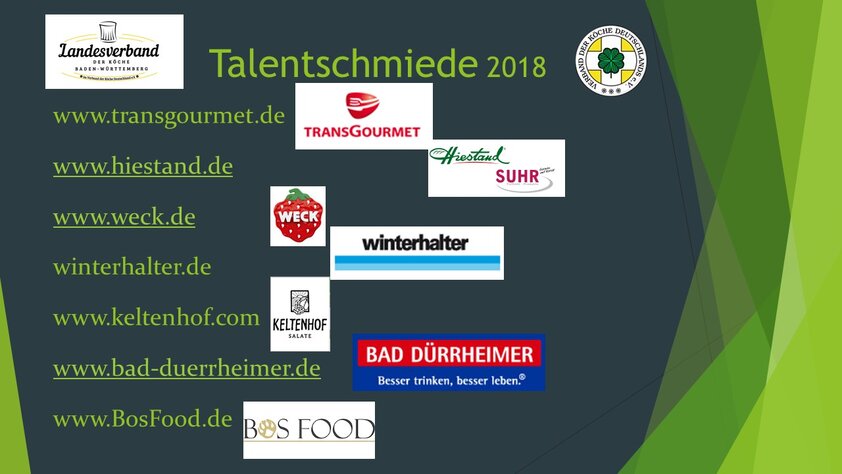 Landesverband
DER KÖCHE
BADEN-WÜRTTEMBERG
Talentschmiede 2018
VERBAND DER KÖCHE DEUTSCHLANDS e.V.
www.transgourmet.de
TRANSGOURMET
www.hiestand.de
Hiestand
SUHR
www.weck.de
WECK
winterhalter
winterhalter.de
www.keltenhof.com
KELTENHOF
SALATE
www.bad-duerrheimer.de
BAD DÜRRHEIMER
Besser trinken, besser leben.®
www.BosFood.de
BOS FOOD